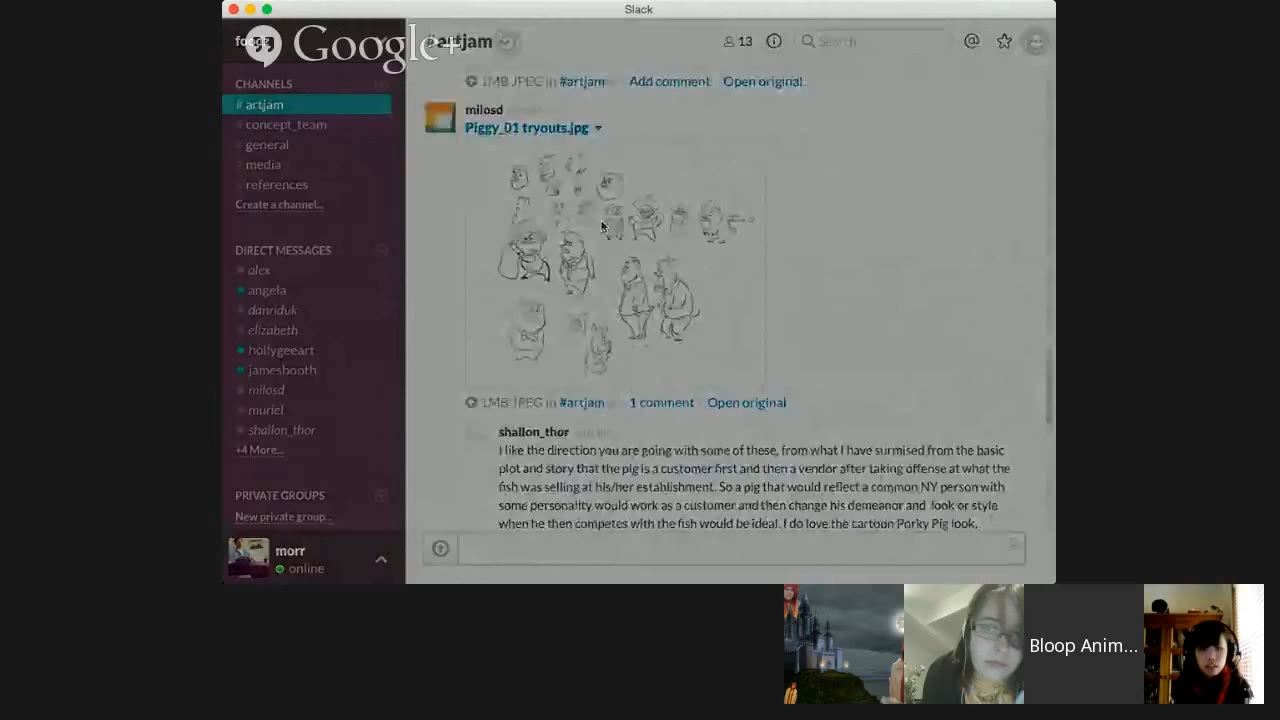 Slack
Google+
artjam
13
Search
1MB JPEG in #artjam Add comment Open original
CHANNELS
# artjam
# concept_team
# general
# media
# references
Create a channel...
milosd
Piggy_01 tryouts.jpg
DIRECT MESSAGES
alex
angela
danriduk
elizabeth
hollygeeart
jamesbooth
milosd
muriel
shallon_thor
+4 More...
1MB JPEG in #artjam 1 comment Open original
shallon_thor
I like the direction you are going with some of these, from what I have surmised from the basic
plot and story that the pig is a customer first and then a vendor after taking offense at what the
fish was selling at his/her establishment. So a pig that would reflect a common NY person with
some personality would work as a customer and then change his demeanor and look or style
when he then competes with the fish would be ideal. I do love the cartoon Porky Pig look.
PRIVATE GROUPS
New private group...
morr
online
Bloop Anim...